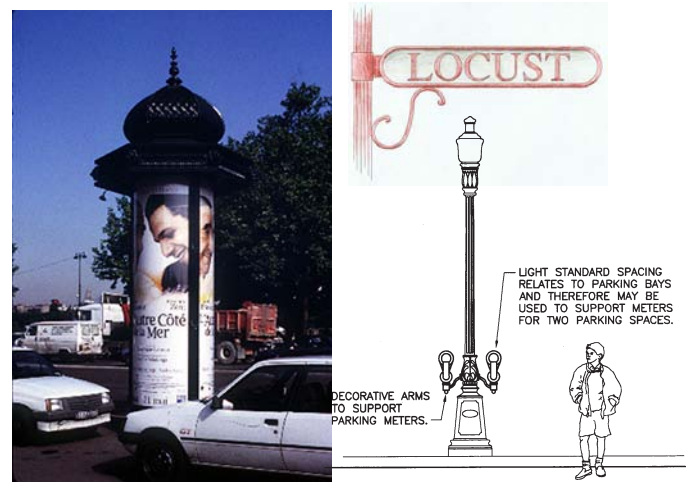 LOCUST
utre Côté
la Mer
LIGHT STANDARD SPACING
RELATES TO PARKING BAYS
AND THEREFORE MAY BE
USED TO SUPPORT METERS
FOR TWO PARKING SPACES.
DECORATIVE ARMS
TO SUPPORT
PARKING METERS.